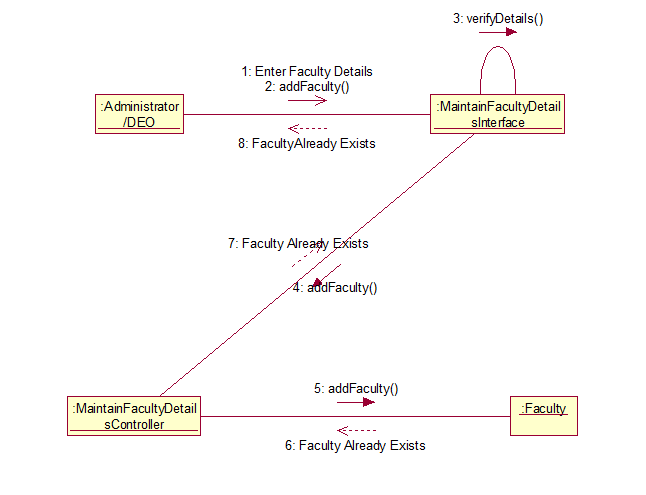 3: verifyDetails()
1: Enter Faculty Details
2: addFaculty()
:Administrator
/DEO
:MaintainFacultyDetail
sInterface
8: FacultyAlready Exists
7: Faculty Already Exists
4: addFaculty()
5: addFaculty()
:MaintainFacultyDetail
sController
:Faculty
6: Faculty Already Exists